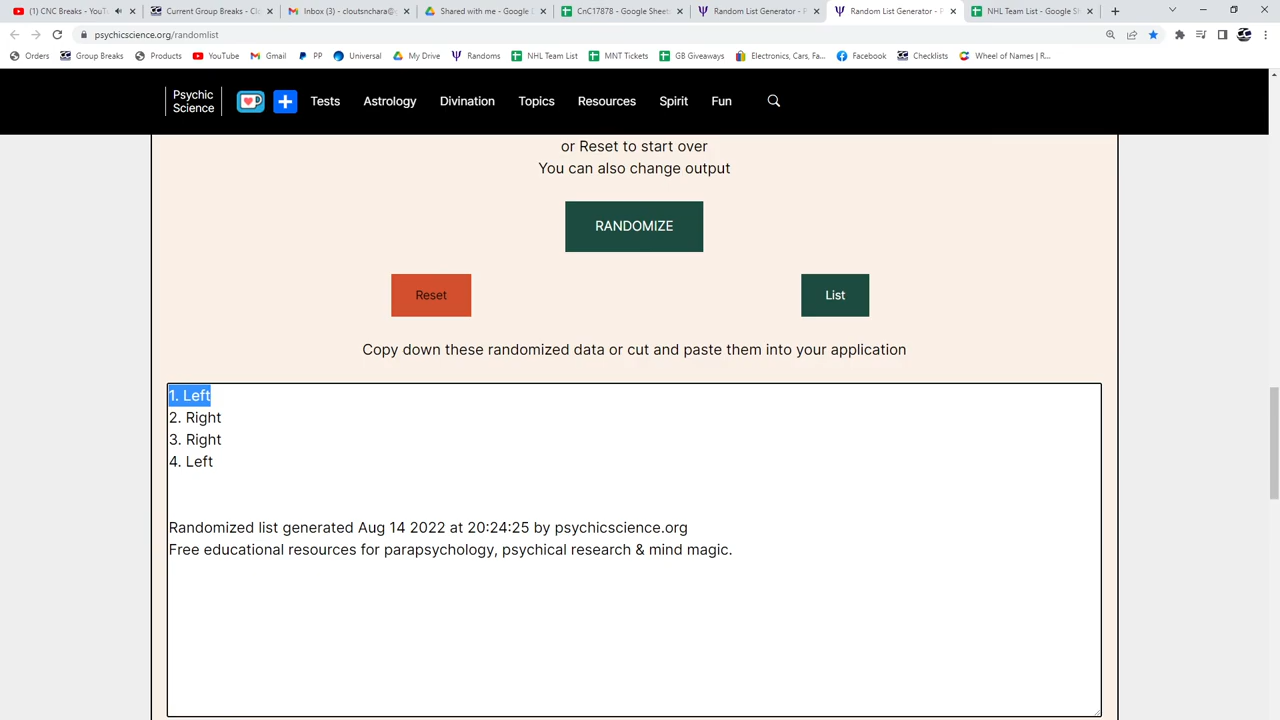 (1) CNC Breaks - YouTu
Current Group Breaks - Clo
Inbox (3) - cloutsnchara@g
Shared with me - Google D
CnC17878 - Google Sheets
Random List Generator - P
Random List Generator - P
NHL Team List - Google Sh
psychicscience.org/randomlist
Orders
Group Breaks
Products
YouTube
Gmail
PP
Universal
My Drive
Randoms
NHL Team List
MNT Tickets
GB Giveaways
Electronics, Cars, Fa...
Facebook
Checklists
Wheel of Names | R...
Psychic
Science
Tests
Astrology
Divination
Topics
Resources
Spirit
Fun
or Reset to start over
You can also change output
RANDOMIZE
Reset
List
Copy down these randomized data or cut and paste them into your application
1. Left
2. Right
3. Right
4. Left
Randomized list generated Aug 14 2022 at 20:24:25 by psychicscience.org
Free educational resources for parapsychology, psychical research & mind magic.